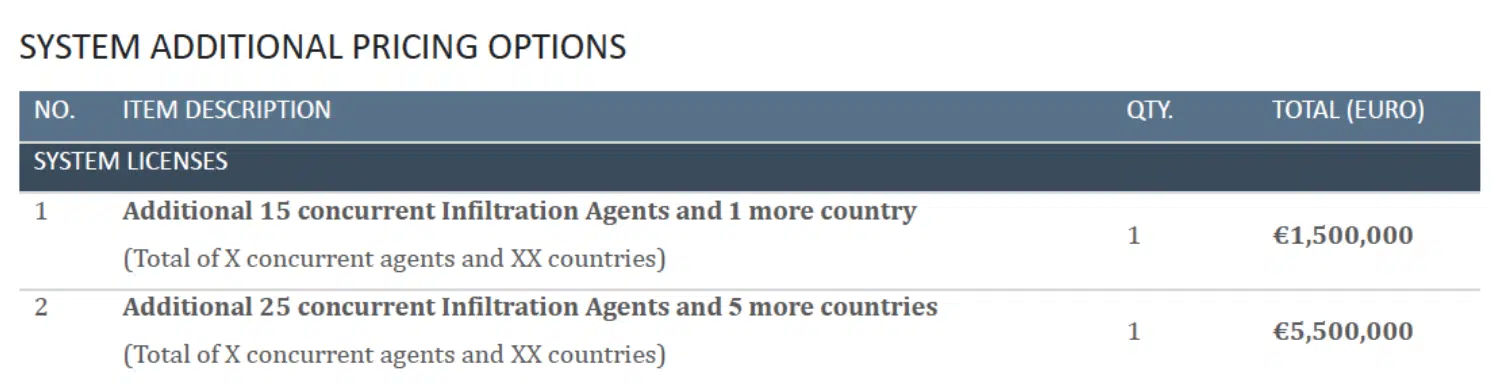 SYSTEM ADDITIONAL PRICING OPTIONS
NO. ITEM DESCRIPTION QTY. TOTAL (EURO)
SYSTEM LICENSES
1 Additional 15 concurrent Infiltration Agents and 1 more country
(Total of X concurrent agents and XX countries)
1 €1,500,000
2 Additional 25 concurrent Infiltration Agents and 5 more countries
(Total of X concurrent agents and XX countries)
1 €5,500,000